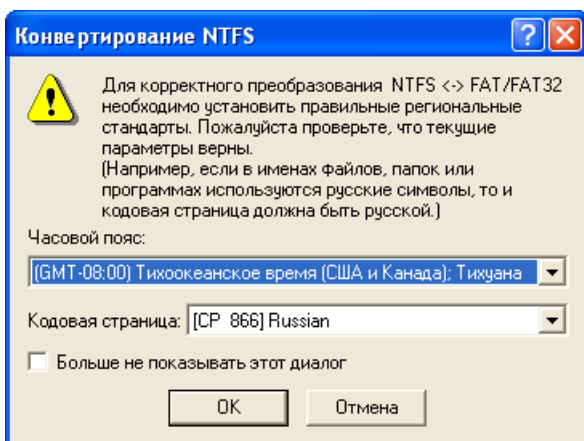 Конвертирование NTFS
Для корректного преобразования NTFS <-> FAT/FAT32
необходимо установить правильные региональные
стандарты. Пожалуйста проверьте, что текущие
параметры верны.
(Например, если в именах файлов, папок или
программах используются русские символы, то и
кодовая страница должна быть русской.)
Часовой пояс:
(GMT-08:00) Тихоокеанское время (США и Канада); Тихуана
Кодовая страница: [CP 866] Russian
Больше не показывать этот диалог
OK Отмена